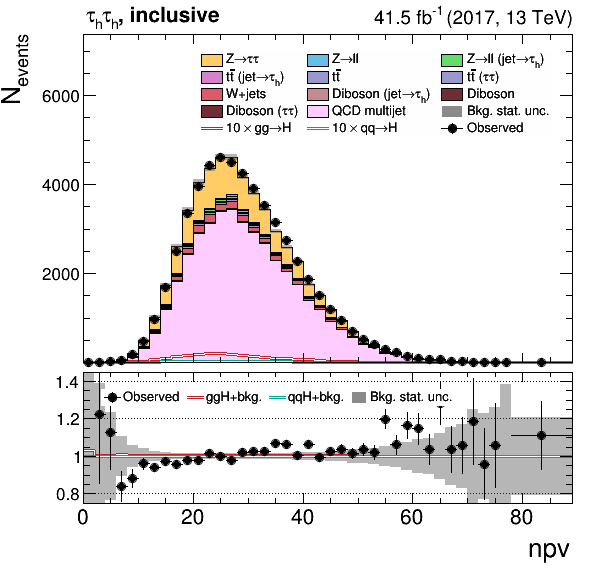 τhτh, inclusive
41.5 fb⁻¹ (2017, 13 TeV)
Nevents
Z→ττ
Z→ll
Z→ll (jet→τh)
tt̄ (jet→τh)
tt̄
tt̄ (ττ)
W+jets
Diboson (jet→τh)
Diboson
Diboson (ττ)
QCD multijet
Bkg. stat. unc.
10 × gg→H
10 × qq→H
Observed
6000
4000
2000
1.4
Observed
ggH+bkg.
qqH+bkg.
Bkg. stat. unc.
1.2
1
0.8
0
20
40
60
80
npv